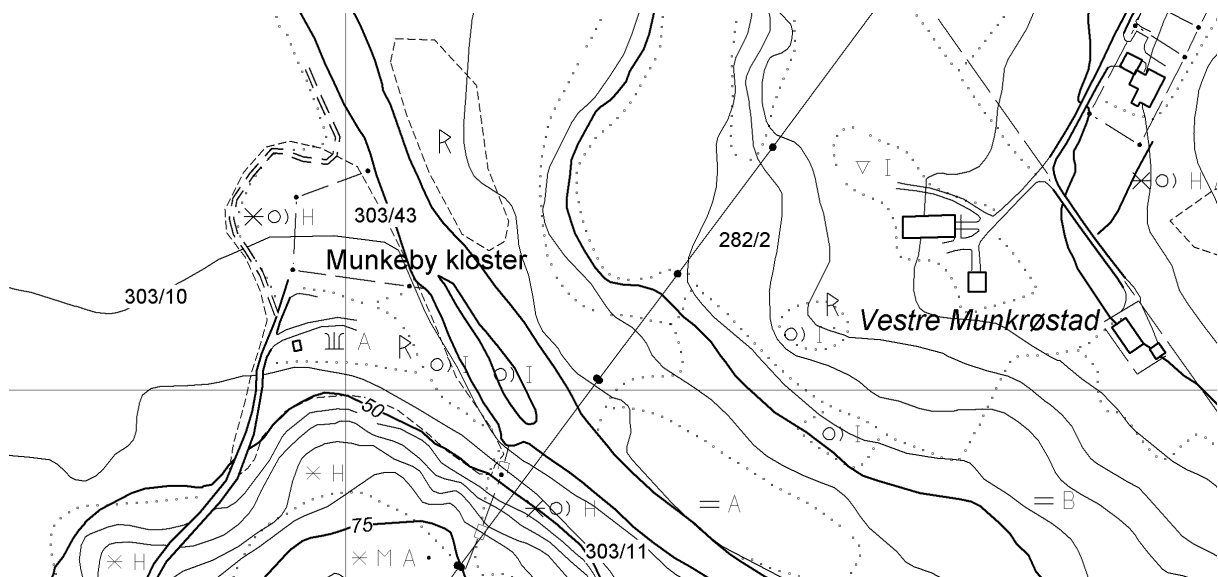 R
I
H
H
303/43
282/2
Munkeby kloster
303/10
R
Vestre Munkrøstad
A
R
I
I
I
50
I
H
A
B
H
75
303/11
H
M A